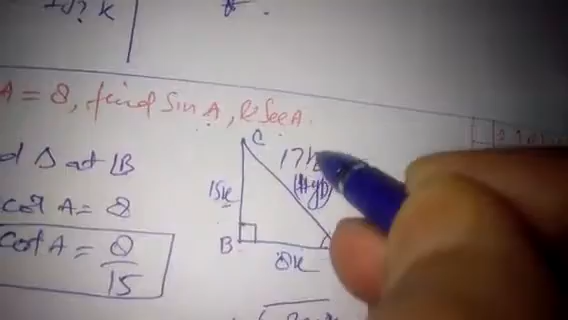 A = 8, find Sin A, & Sec A.
d Δ at ∠B
C
17k
(Hyp)
15k
cot A = 8
B
8k
cot A = 8/15